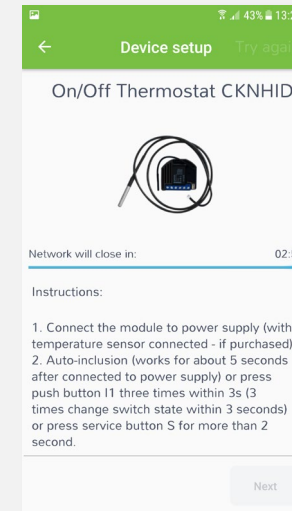 43% 13:2
Device setup Try agai
On/Off Thermostat CKNHID
Network will close in: 02:
Instructions:
1. Connect the module to power supply (with
temperature sensor connected - if purchased)
2. Auto-inclusion (works for about 5 seconds
after connected to power supply) or press
push button I1 three times within 3s (3
times change switch state within 3 seconds)
or press service button S for more than 2
second.
Next